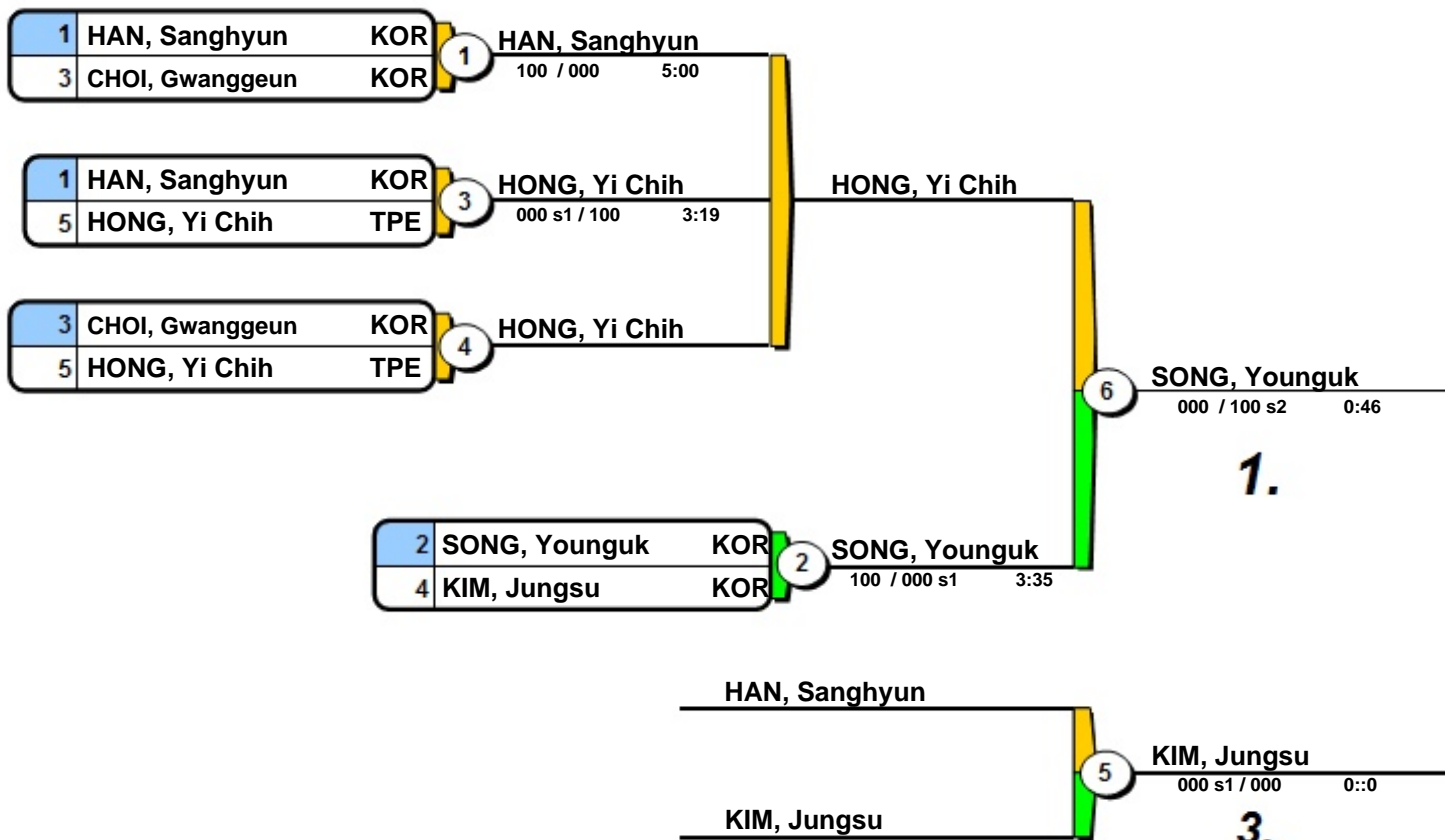 1 HAN, Sanghyun KOR
3 CHOI, Gwanggeun KOR
1 HAN, Sanghyun
100 / 000 5:00
1 HAN, Sanghyun KOR
5 HONG, Yi Chih TPE
3 HONG, Yi Chih
000 s1 / 100 3:19
HONG, Yi Chih
3 CHOI, Gwanggeun KOR
5 HONG, Yi Chih TPE
4 HONG, Yi Chih
6 SONG, Younguk
000 / 100 s2 0:46
1.
2 SONG, Younguk KOR
4 KIM, Jungsu KOR
2 SONG, Younguk
100 / 000 s1 3:35
HAN, Sanghyun
KIM, Jungsu
5 KIM, Jungsu
000 s1 / 000 0::0
3.